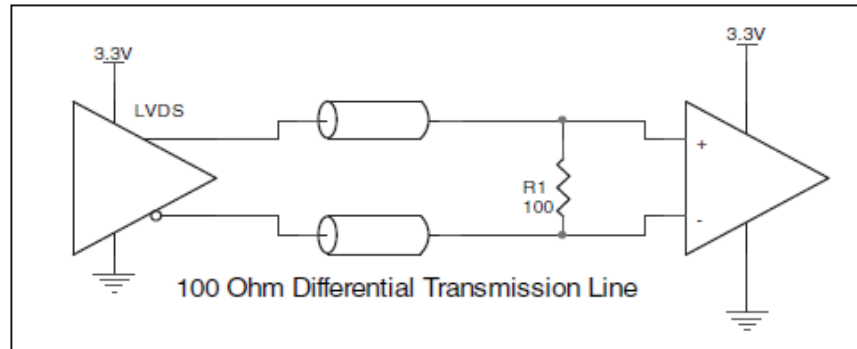 3.3V
3.3V
LVDS
+
R1
100
-
100 Ohm Differential Transmission Line